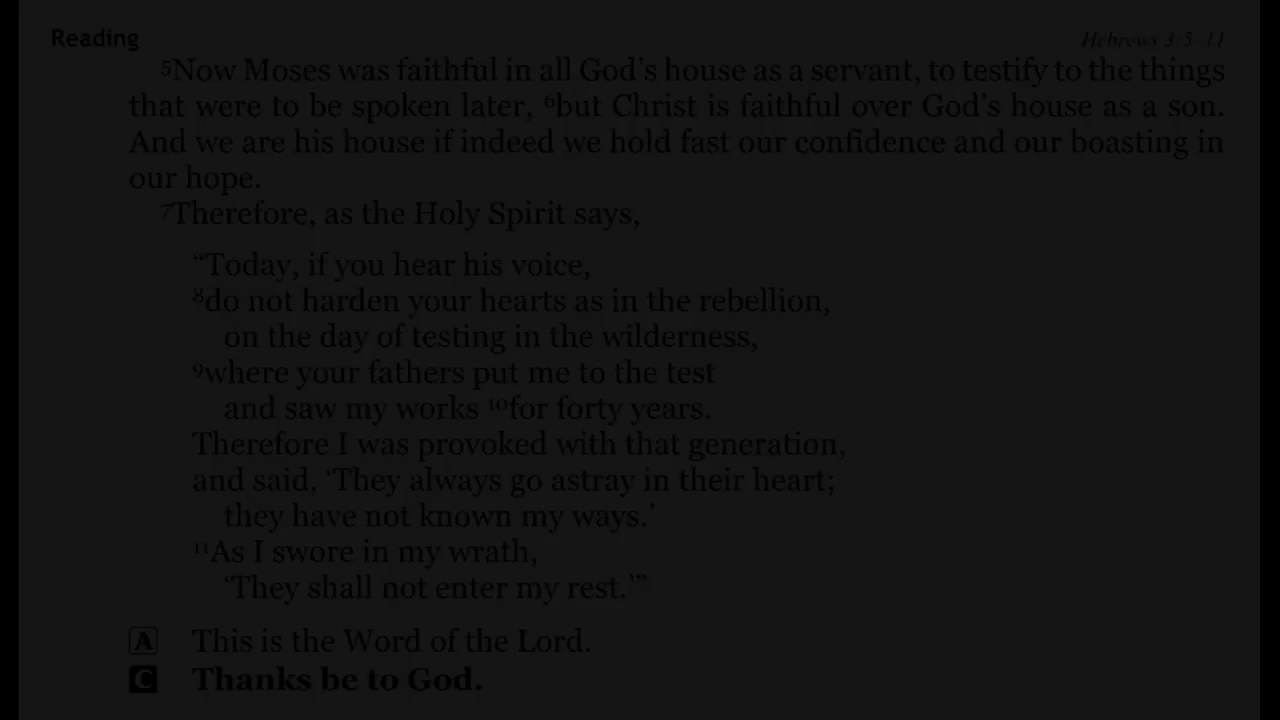 Reading Hebrews 3:5–11
⁵Now Moses was faithful in all God’s house as a servant, to testify to the things
that were to be spoken later, ⁶but Christ is faithful over God’s house as a son.
And we are his house if indeed we hold fast our confidence and our boasting in
our hope.
⁷Therefore, as the Holy Spirit says,
“Today, if you hear his voice,
⁸do not harden your hearts as in the rebellion,
on the day of testing in the wilderness,
⁹where your fathers put me to the test
and saw my works ¹⁰for forty years.
Therefore I was provoked with that generation,
and said, ‘They always go astray in their heart;
they have not known my ways.’
¹¹As I swore in my wrath,
‘They shall not enter my rest.’”
A This is the Word of the Lord.
C Thanks be to God.